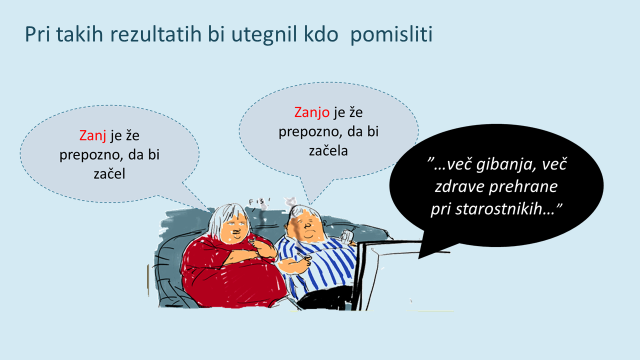 Pri takih rezultatih bi utegnil kdo  pomisliti
Zanj je že
prepozno, da bi
začel
Zanjo je že
prepozno, da bi
začela
”…več gibanja, več
zdrave prehrane
pri starostnikih…”